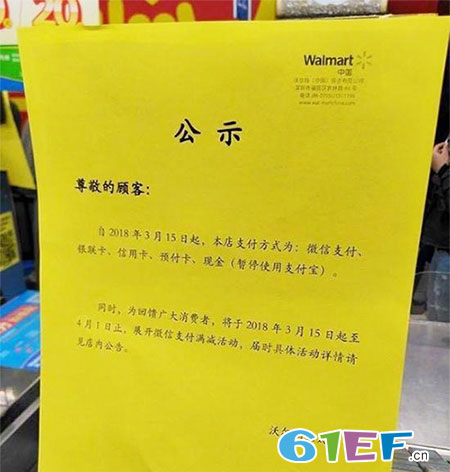 Walmart
中国
公示
尊敬的顾客：
自2018年3月15日起，本店支付方式为：微信支付、
银联卡、信用卡、预付卡、现金（暂停使用支付宝）。
同时，为回馈广大消费者，将于2018年3月15日起至
4月1日止，展开微信支付满减活动，届时具体活动详情请
见店内公告。
沃
61EF.cn